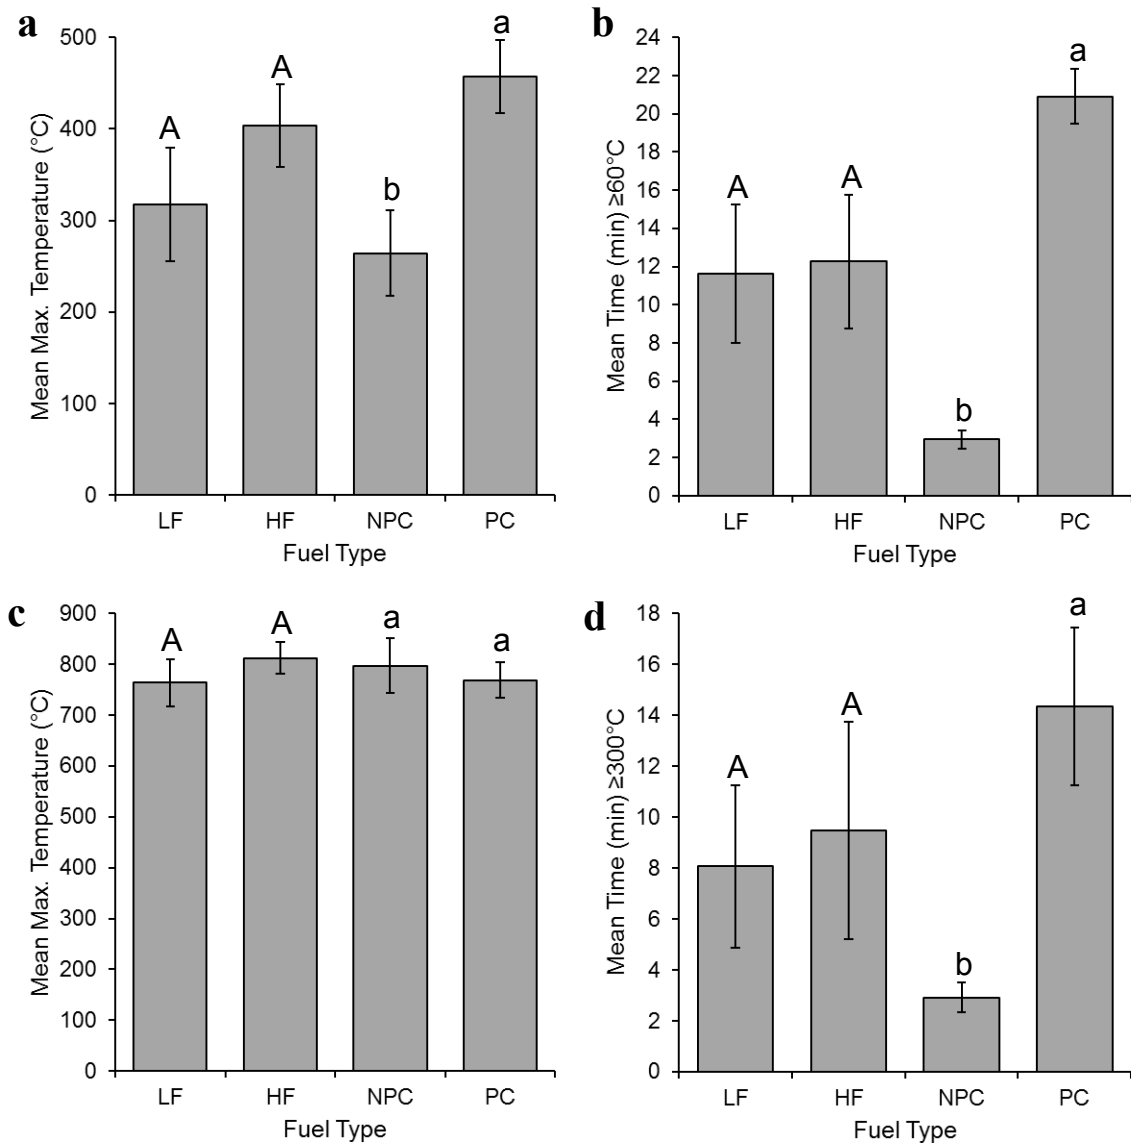 a
Mean Max. Temperature (°C)
500
400
300
200
100
0
A
A
b
a
LF HF NPC PC
Fuel Type
b
Mean Time (min) ≥60°C
24
22
20
18
16
14
12
10
8
6
4
2
0
A
A
b
a
LF HF NPC PC
Fuel Type
c
Mean Max. Temperature (°C)
900
800
700
600
500
400
300
200
100
0
A
A
a
a
LF HF NPC PC
Fuel Type
d
Mean Time (min) ≥300°C
18
16
14
12
10
8
6
4
2
0
A
A
b
a
LF HF NPC PC
Fuel Type